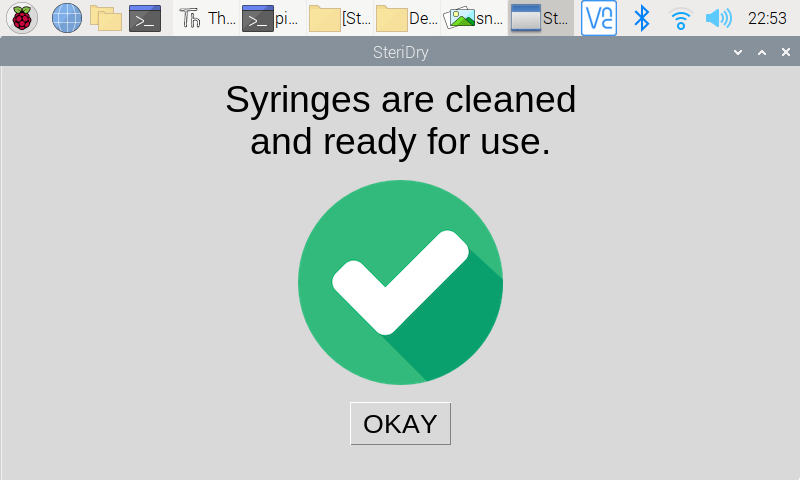 Th... pi... [St... De... sn... St... 22:53
SteriDry
Syringes are cleaned
and ready for use.
OKAY